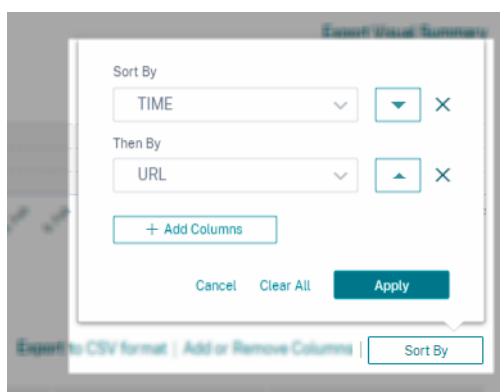 Export Visual Summary
Sort By
TIME
Then By
URL
+ Add Columns
Cancel Clear All Apply
Export to CSV format | Add or Remove Columns | Sort By